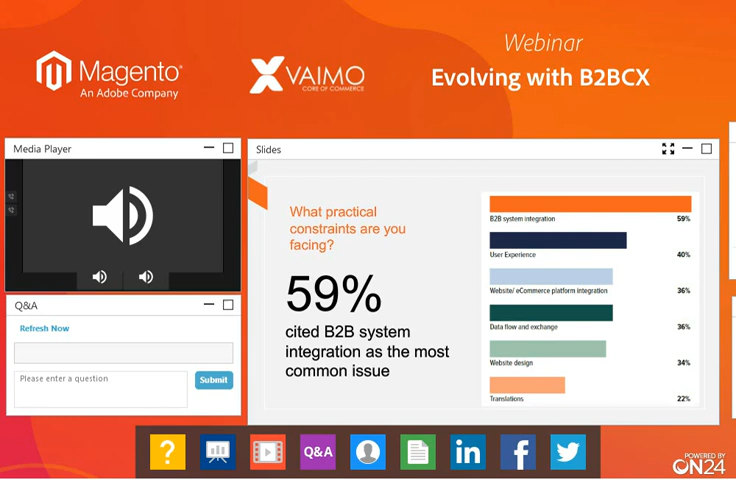 Webinar
Magento®
An Adobe Company
VAIMO
CORE OF COMMERCE
Evolving with B2BCX
Media Player
Slides
What practical
constraints are you
facing?
59%
cited B2B system
integration as the most
common issue
B2B system integration 59%
User Experience 40%
Website/ eCommerce platform integration 36%
Data flow and exchange 36%
Website design 34%
Translations 22%
Q&A
Refresh Now
Please enter a question
Submit
?
Q&A
in
f
POWERED BY
ON24